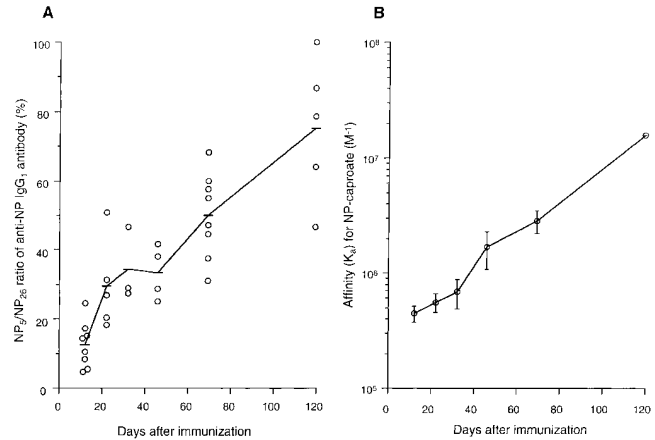 A
NP5/NP26 ratio of anti-NP IgG1 antibody (%)
100
80
60
40
20
0
0 20 40 60 80 100 120
Days after immunization
B
Affinity (Ka) for NP-caproate (M-1)
10^8
10^7
10^6
10^5
0 20 40 60 80 100 120
Days after immunization